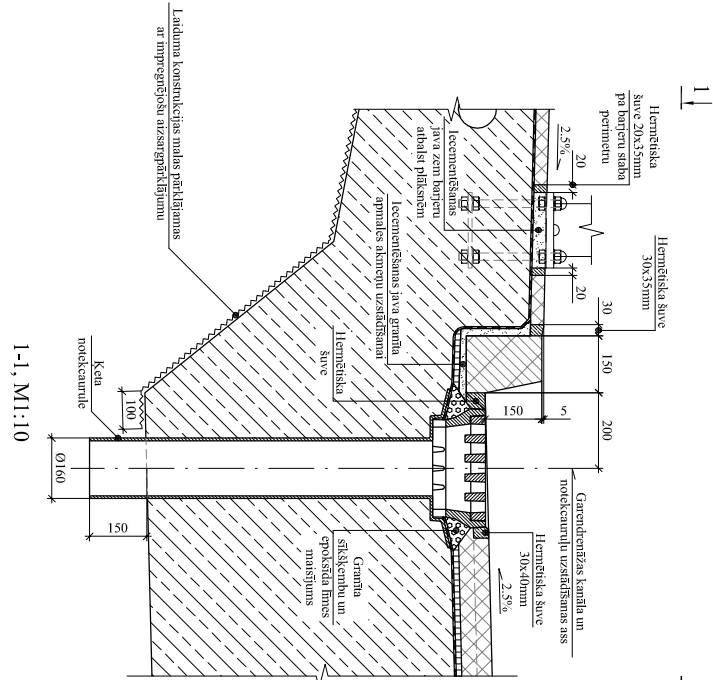 1
Hermētiska
šuve 20x35mm
pa barjeru staba
perimetru
Hermētiska šuve
30x35mm
Laiduma konstrukcijas malas pārklājamas
ar impregnējošu aizsargpārklājumu
Iecementēšanas
java zem barjeru
atbalst plāksnēm
2.5%
20
20
30
150
200
Iecementēšanas java granīta
apmales akmeņu uzstādīšanai
Hermētiska
šuve
150
5
Garendrenāžas kanāla un
notekcauruļu uzstādīšanas ass
Hermētiska šuve
30x40mm
2.5%
Granīta
sīkšķembu un
epoksīda līmes
maisījums
Ķeta
notekcaurule
100
Ø160
150
1-1, M1:10